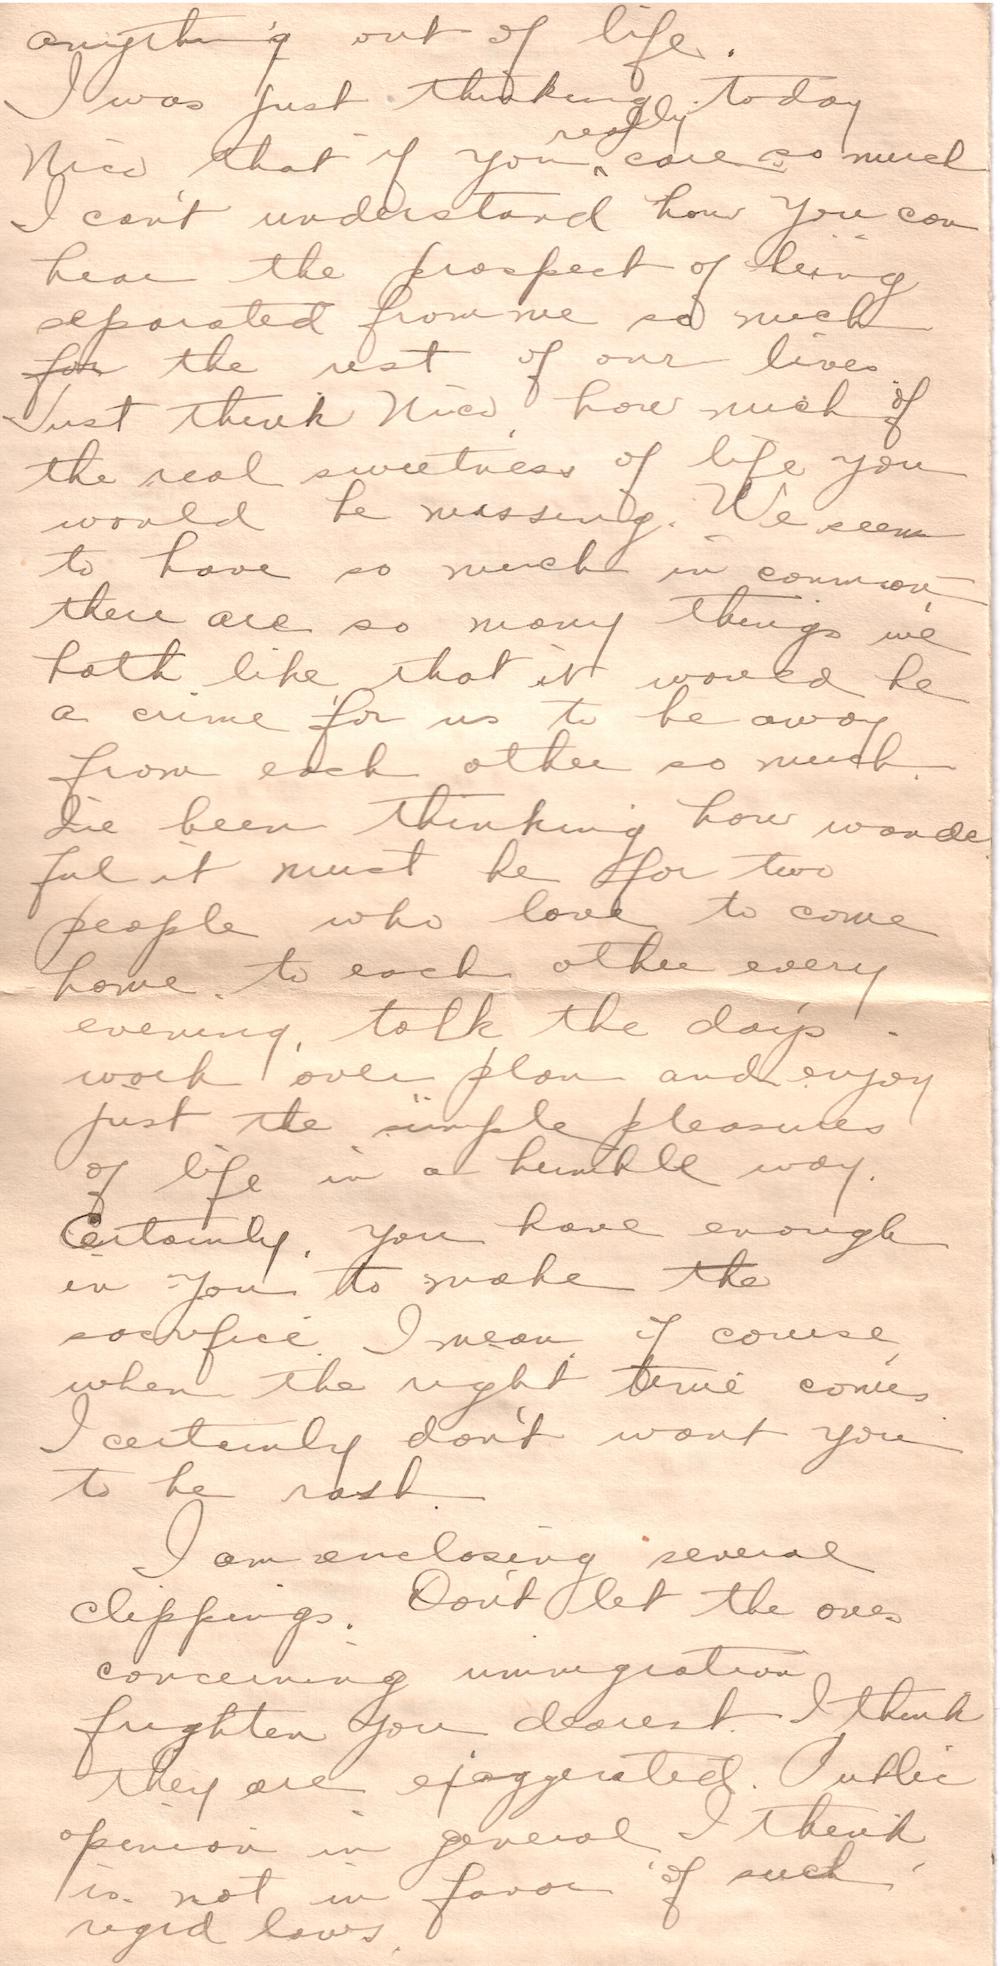 anything out of life.
I was just thinking today
really
Nico that if you ‸ care so much
I can't understand how you can
hear the prospect of being
separated from me so much
for the rest of our lives
Just think Nico, how much of
the real sweetness of life you
would be missing. We seem
to have so much in common,
there are so many things we
both like, that it would be
a crime for us to be away
from each other so much.
I've been thinking how wonde
ful it must be for two
people who love, to come
home to each other every
evening, talk the day's
work over plan and enjoy
just the simple pleasures
of life in a humble way.
Certainly, you have enough
in you to make the
sacrifice. I mean, of course,
when the right time comes
I certainly don't want you
to be rash.
I am enclosing several
clippings. Don't let the ones
concerning immigration
frighten you dearest. I think
they are exaggerated. Public
opinion in general I think
is not in favor of such
rigid laws.